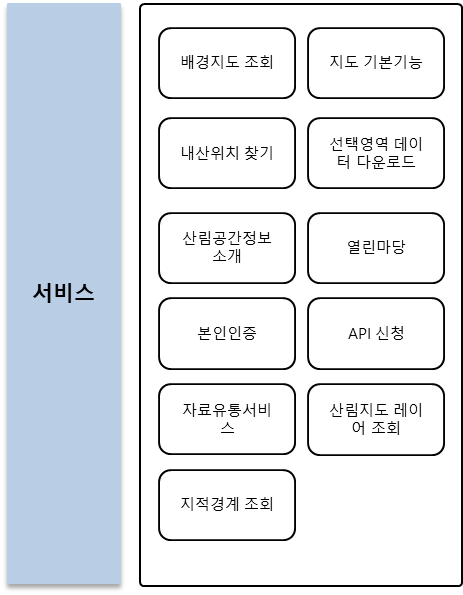 서비스
배경지도 조회
지도 기본기능
내산위치 찾기
선택영역 데이
터 다운로드
산림공간정보
소개
열린마당
본인인증
API 신청
자료유통서비
스
산림지도 레이
어 조회
지적경계 조회